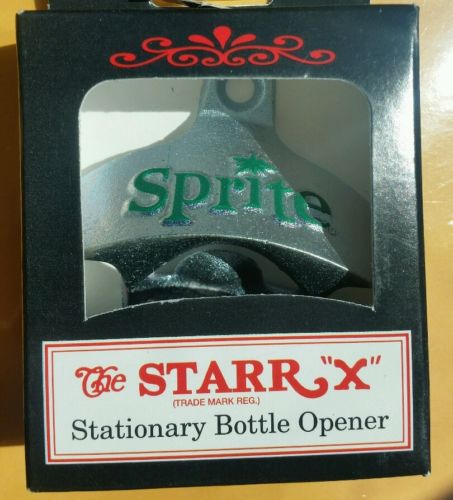 Sprite
The STARR "X"
(TRADE MARK REG.)
Stationary Bottle Opener